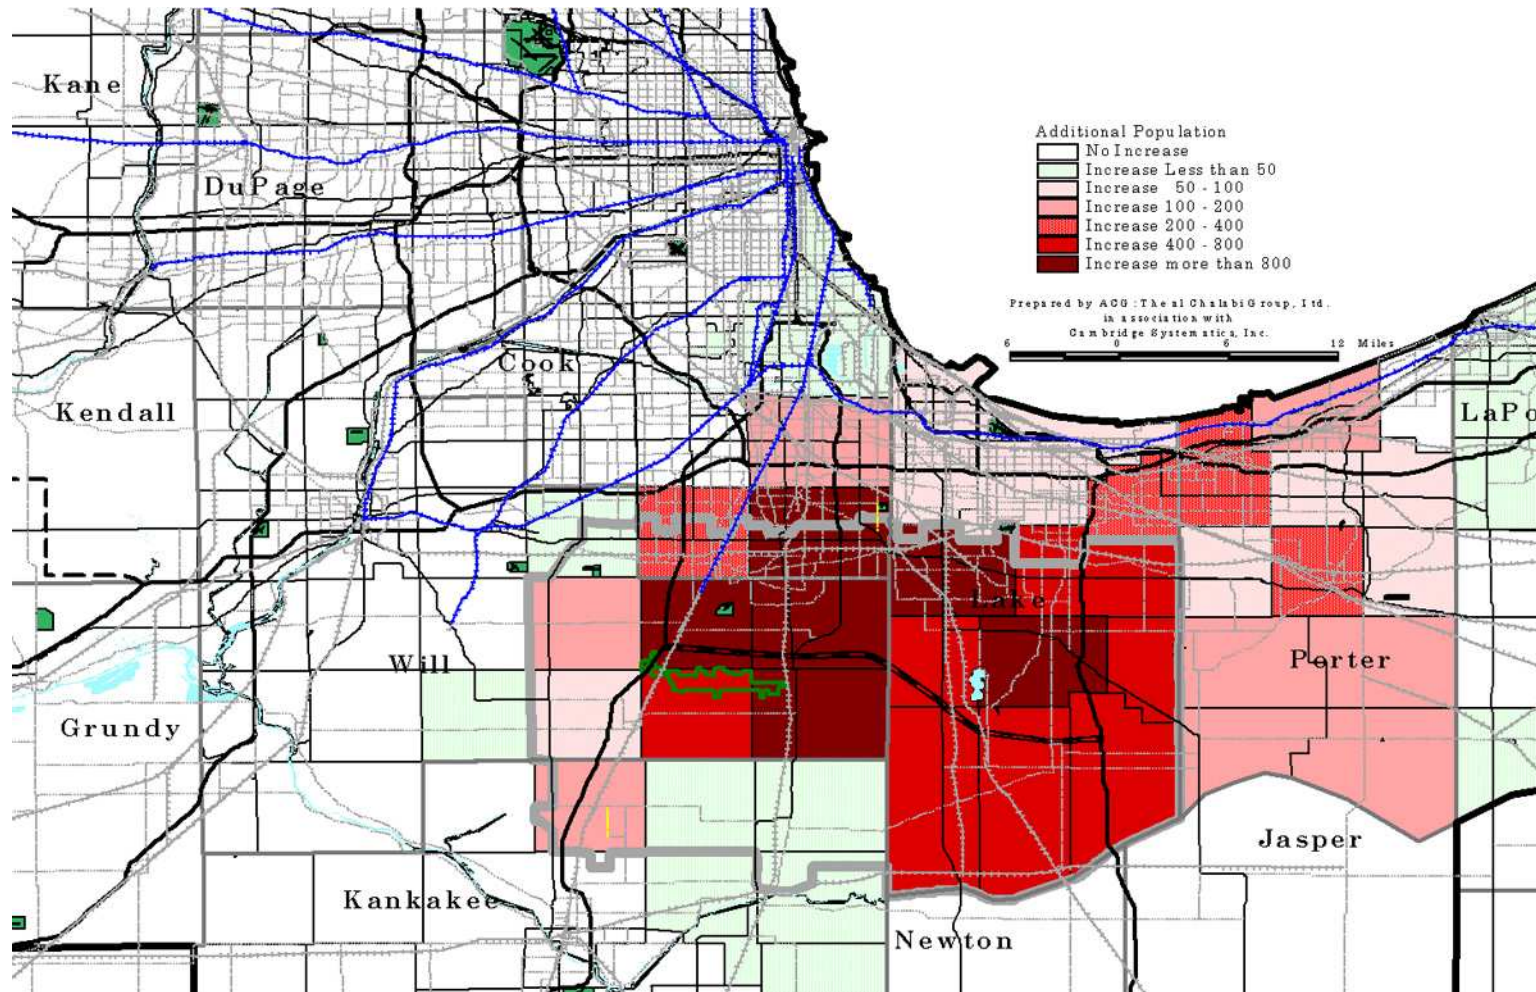 Kane
DuPage
Additional Population
No Increase
Increase Less than 50
Increase 50 - 100
Increase 100 - 200
Increase 200 - 400
Increase 400 - 800
Increase more than 800
Prepared by ACG : The al Chalabi Group, Ltd.
in association with
Cambridge Systematics, Inc.
6 0 6 12 Miles
Cook
Kendall
LaPo
Lake
Will
Porter
Grundy
Jasper
Kankakee
Newton